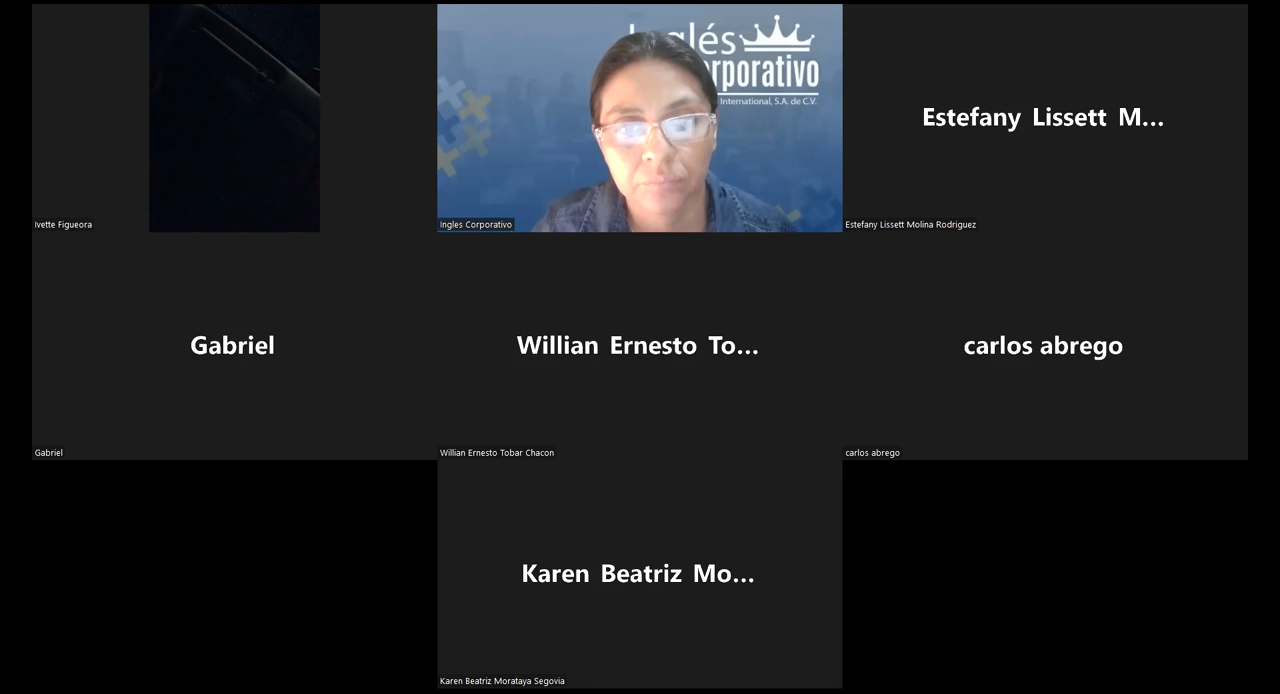 Inglés
Corporativo
International, S.A. de C.V.
Estefany Lissett M...
Ivette Figueora
Ingles Corporativo
Estefany Lissett Molina Rodriguez
Gabriel
Willian Ernesto To...
carlos abrego
Gabriel
Willian Ernesto Tobar Chacon
carlos abrego
Karen Beatriz Mo...
Karen Beatriz Morataya Segovia